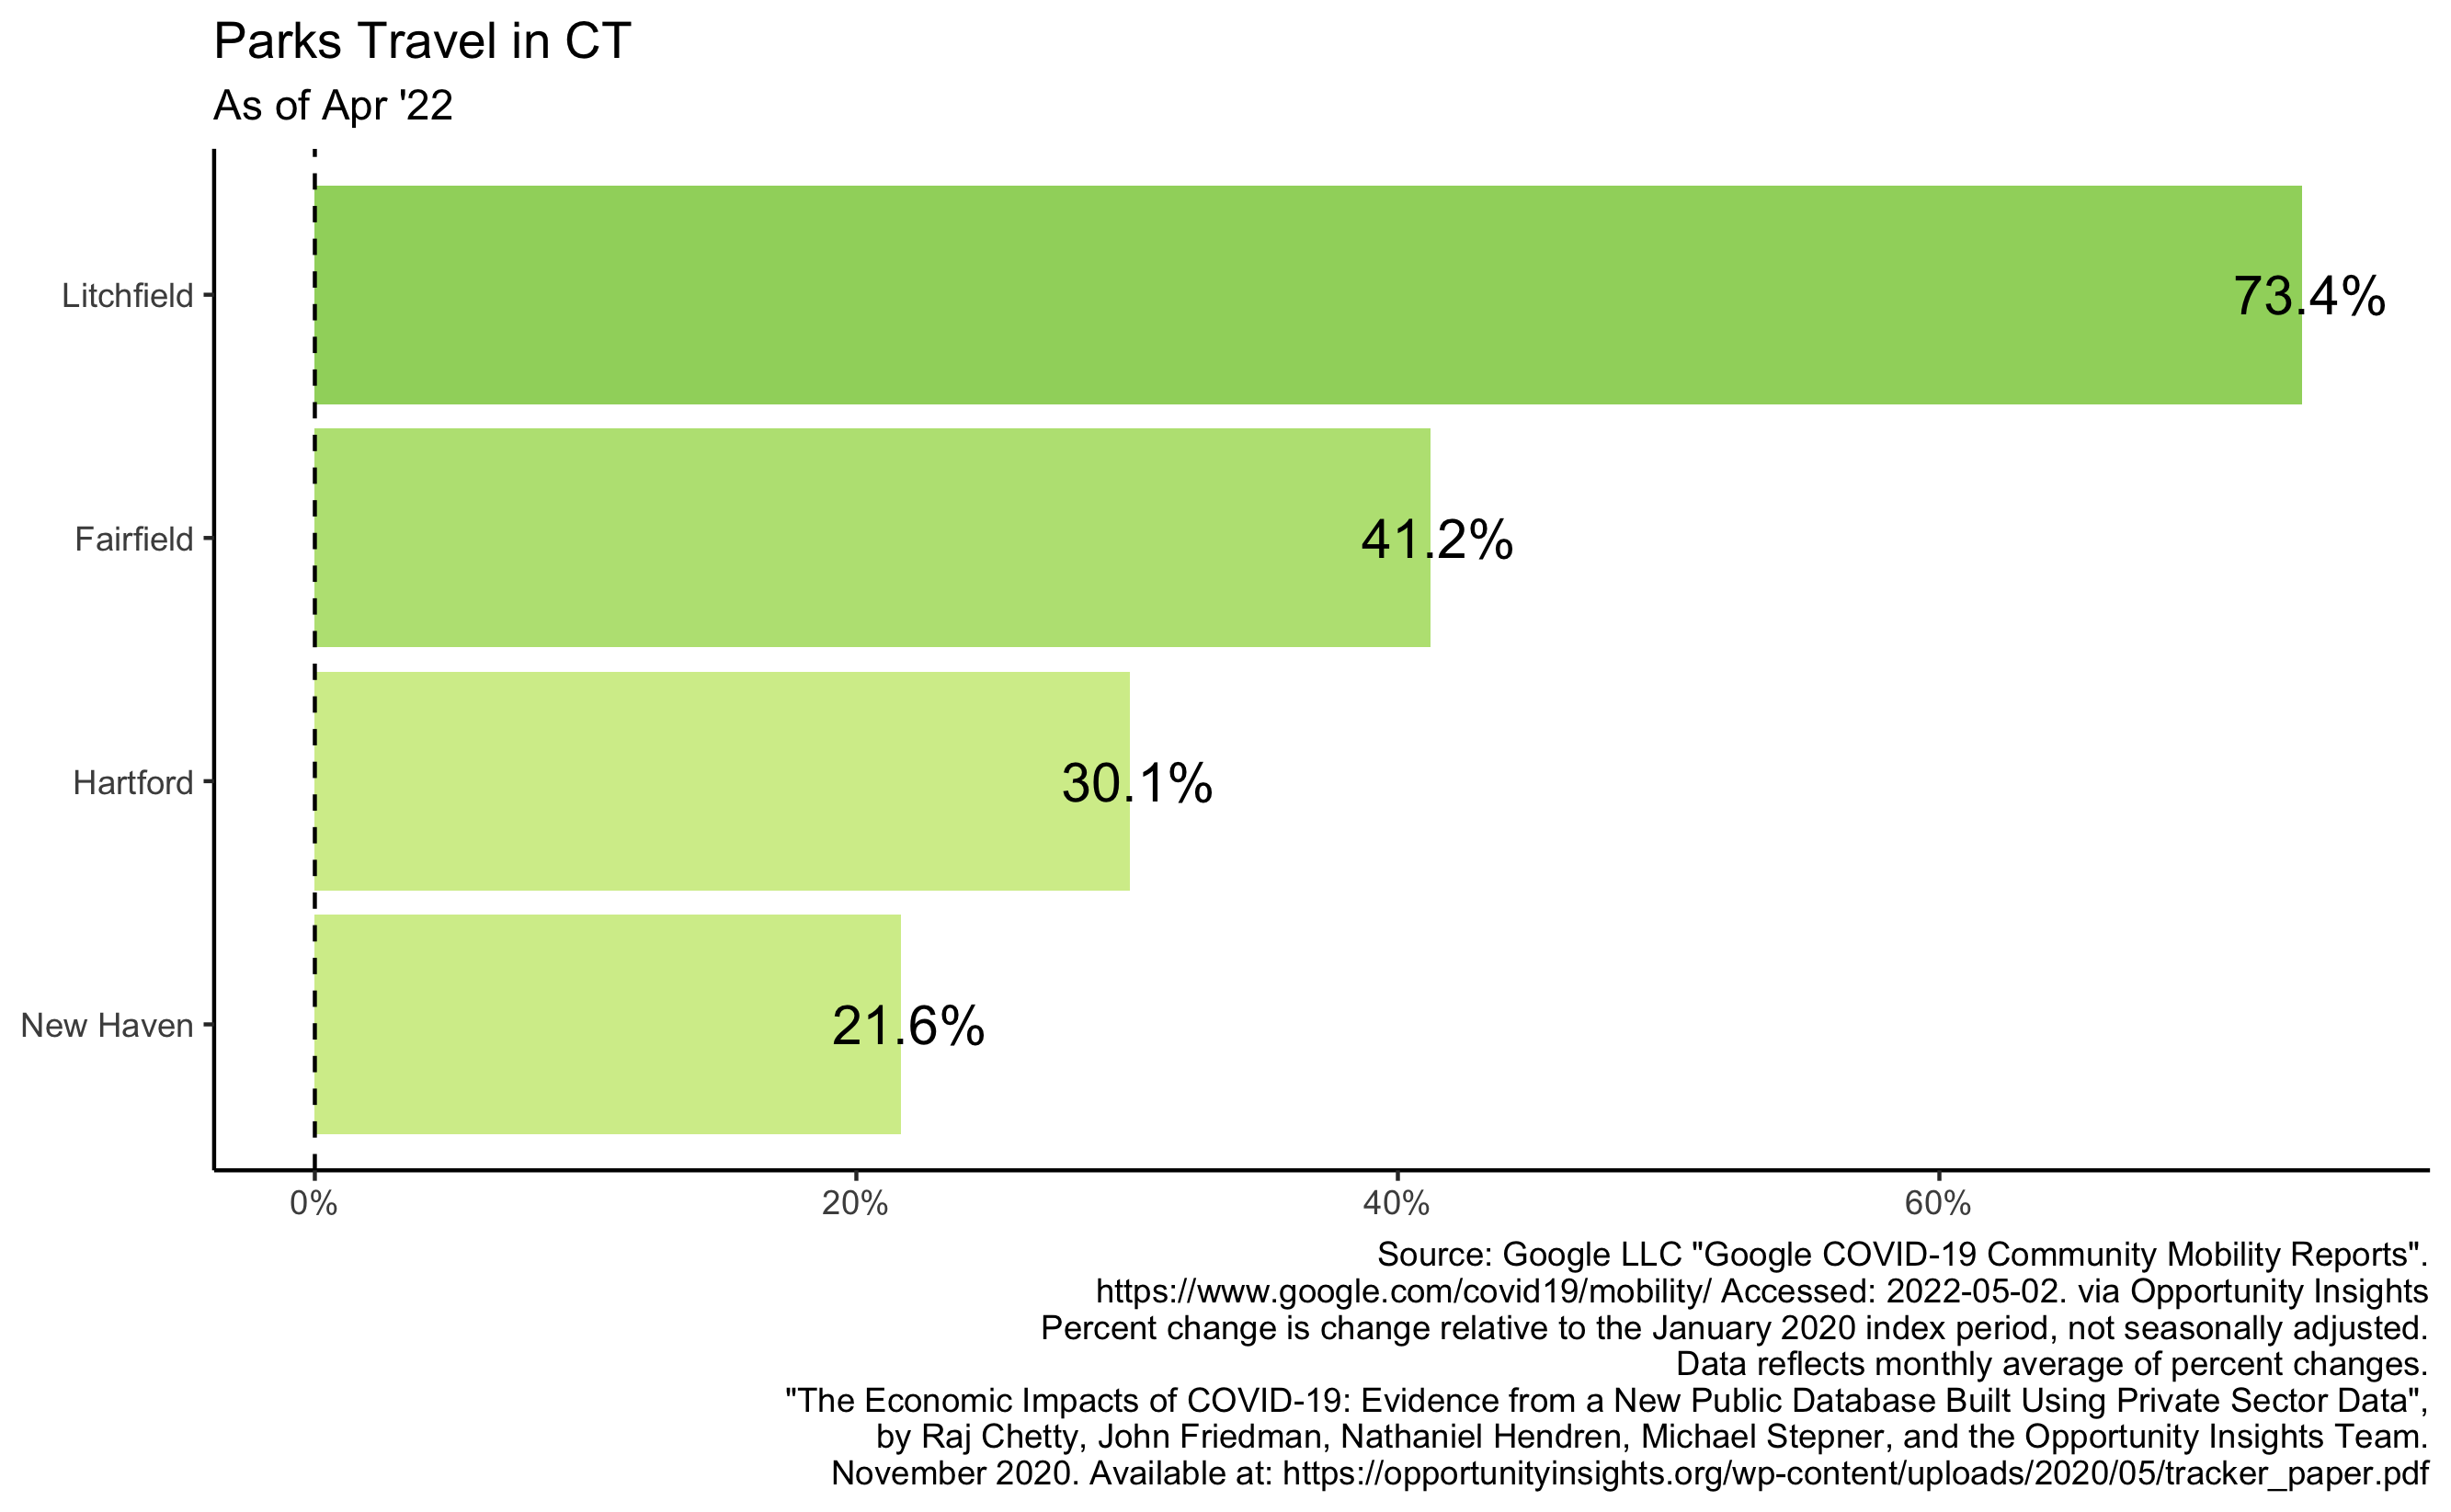 Parks Travel in CT
As of Apr '22
Litchfield
73.4%
Fairfield
41.2%
Hartford
30.1%
New Haven
21.6%
0%
20%
40%
60%
Source: Google LLC "Google COVID-19 Community Mobility Reports".
https://www.google.com/covid19/mobility/ Accessed: 2022-05-02. via Opportunity Insights
Percent change is change relative to the January 2020 index period, not seasonally adjusted.
Data reflects monthly average of percent changes.
"The Economic Impacts of COVID-19: Evidence from a New Public Database Built Using Private Sector Data",
by Raj Chetty, John Friedman, Nathaniel Hendren, Michael Stepner, and the Opportunity Insights Team.
November 2020. Available at: https://opportunityinsights.org/wp-content/uploads/2020/05/tracker_paper.pdf